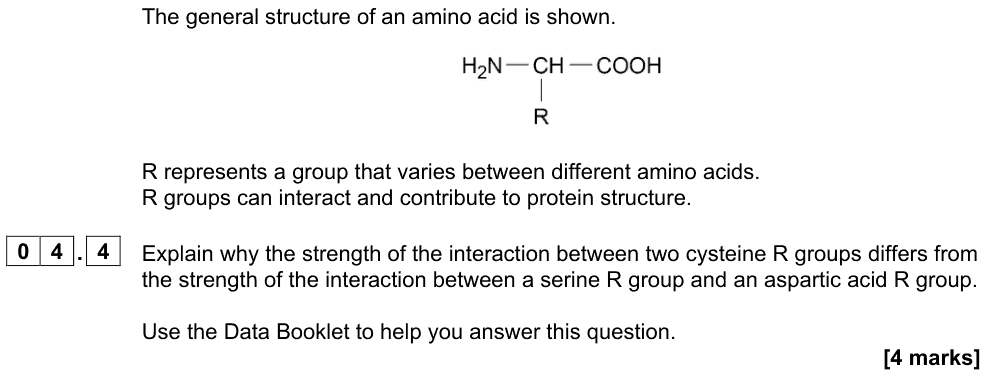 The general structure of an amino acid is shown.
H₂N—CH—COOH
R
R represents a group that varies between different amino acids.
R groups can interact and contribute to protein structure.
0 4 . 4 Explain why the strength of the interaction between two cysteine R groups differs from
the strength of the interaction between a serine R group and an aspartic acid R group.
Use the Data Booklet to help you answer this question.
[4 marks]